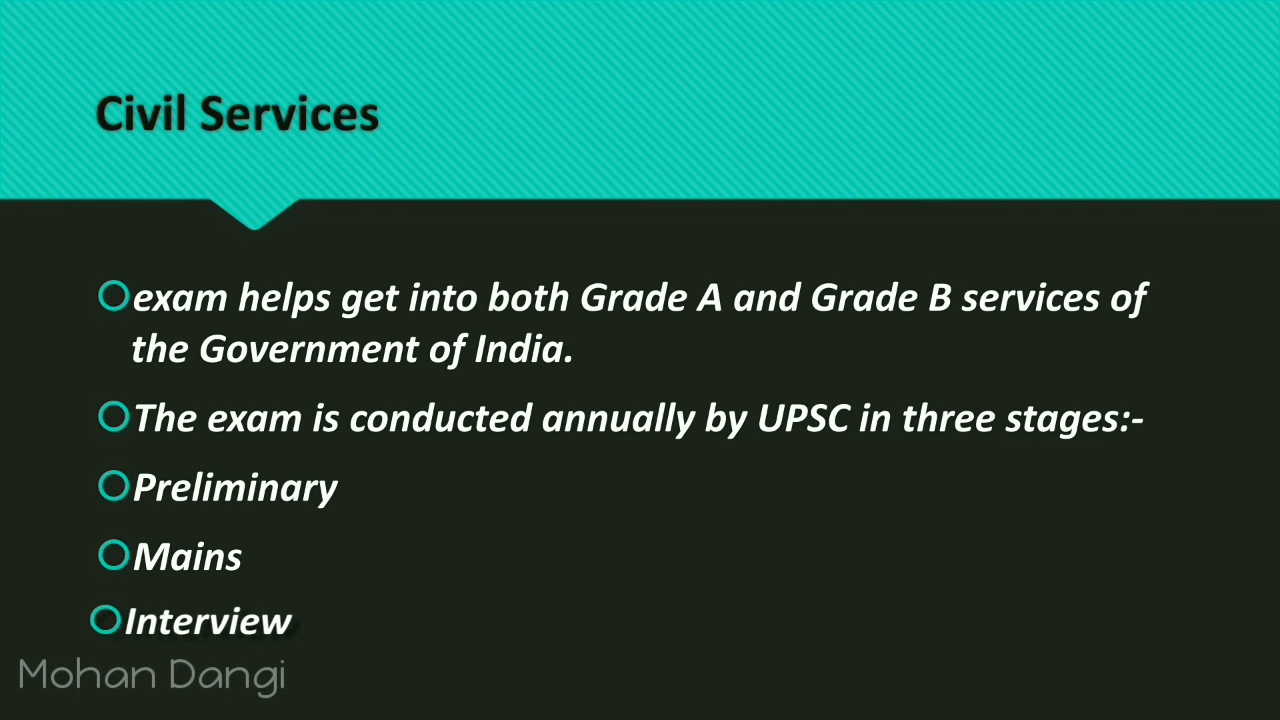 Civil Services
exam helps get into both Grade A and Grade B services of
the Government of India.
The exam is conducted annually by UPSC in three stages:-
Preliminary
Mains
Interview
Mohan Dangi